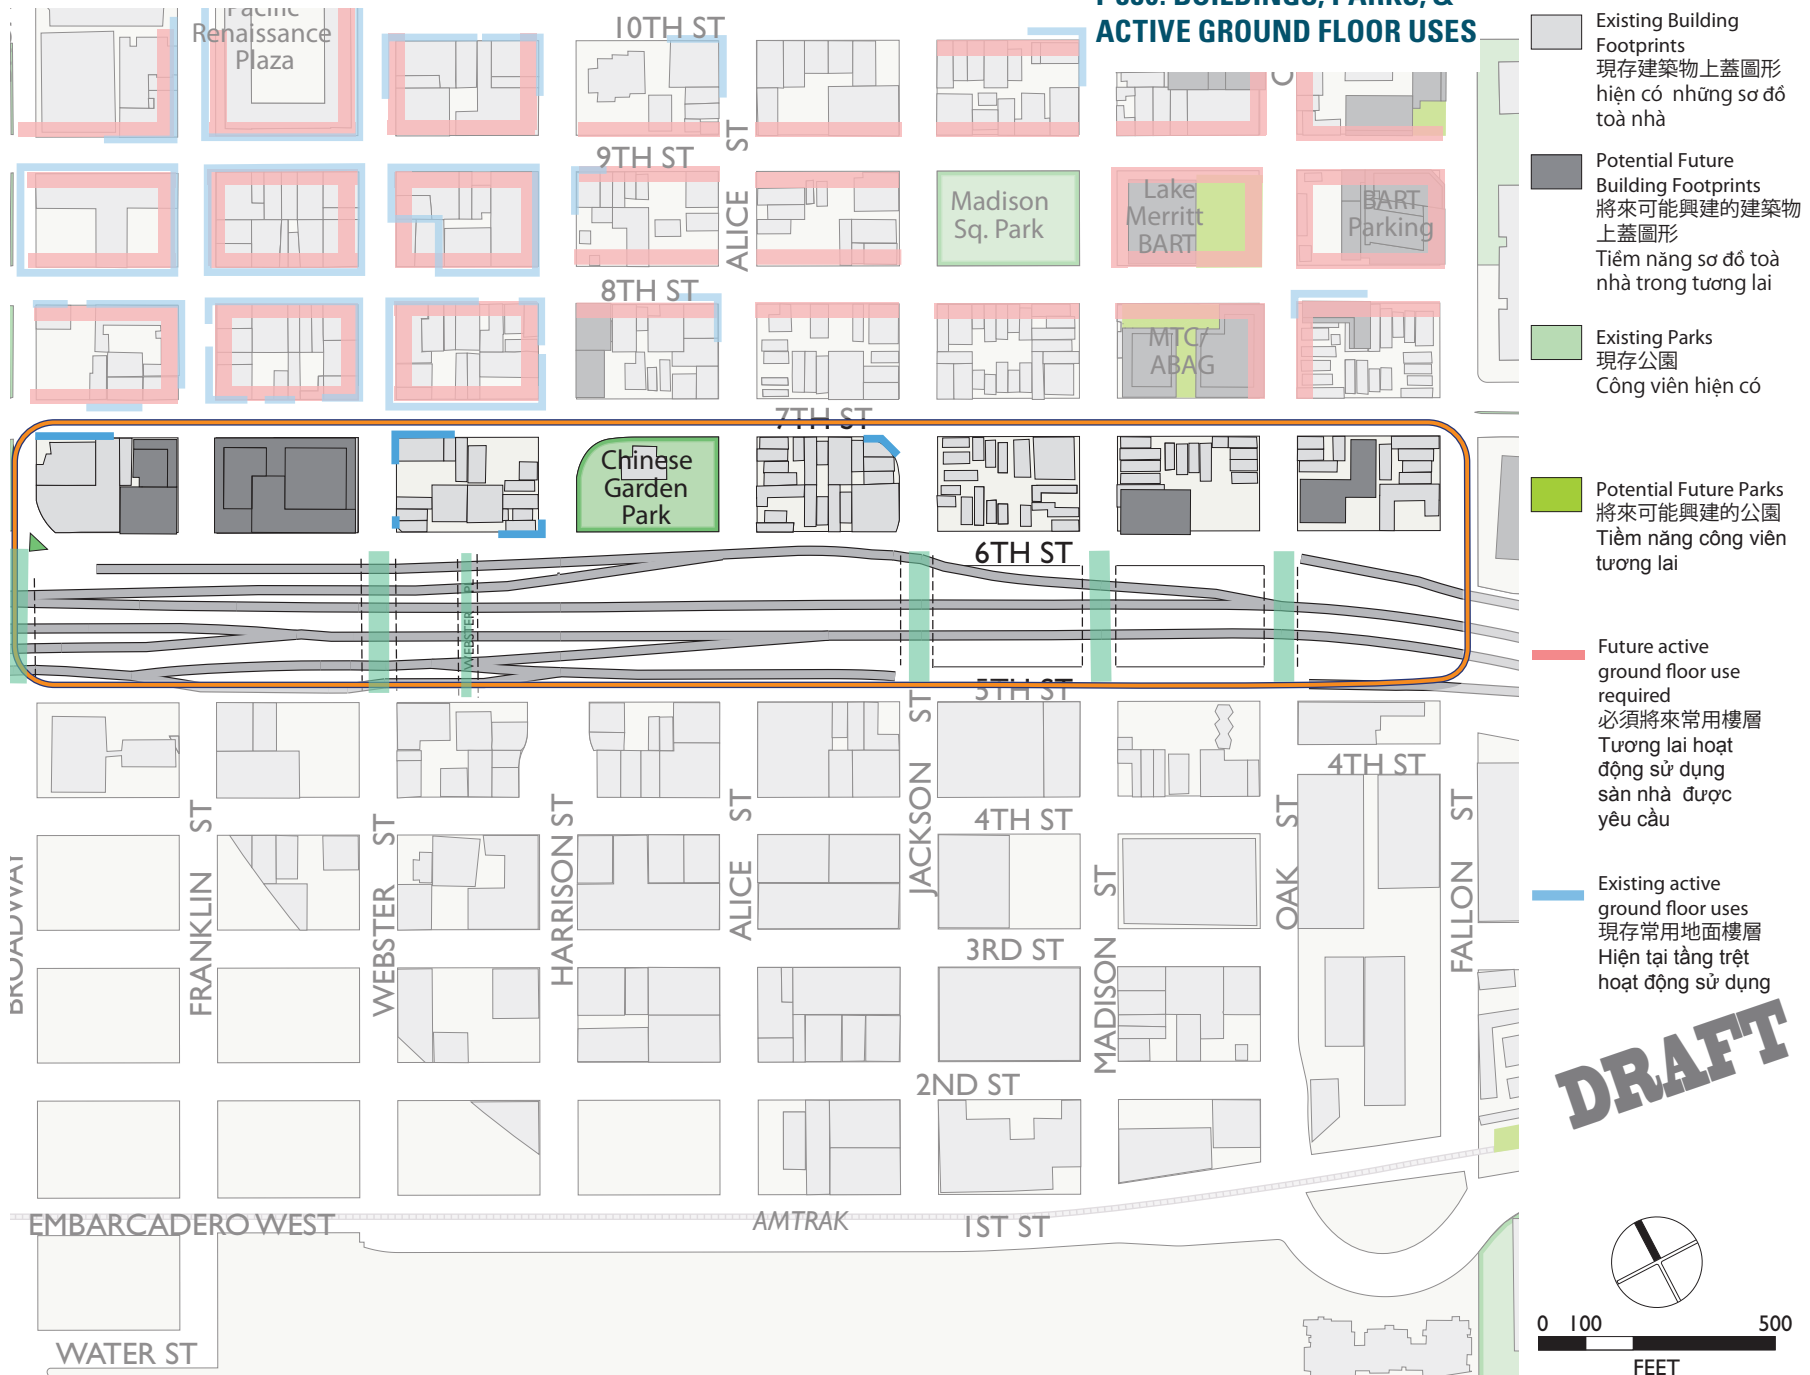 BUILDINGS, PARKS, &
ACTIVE GROUND FLOOR USES
Pacific
Renaissance
Plaza
10TH ST
9TH ST
ALICE ST
Madison
Sq. Park
Lake
Merritt
BART
BART
Parking
8TH ST
MTC/
ABAG
7TH ST
Chinese
Garden
Park
6TH ST
WEBSTER PL
5TH ST
4TH ST
4TH ST
BROADWAY
FRANKLIN ST
WEBSTER ST
HARRISON ST
ALICE ST
JACKSON ST
MADISON ST
OAK ST
FALLON ST
3RD ST
2ND ST
EMBARCADERO WEST
AMTRAK
1ST ST
WATER ST
Existing Building
Footprints
現存建築物上蓋圖形
hiện có những sơ đồ
toà nhà
Potential Future
Building Footprints
將來可能興建的建築物
上蓋圖形
Tiềm năng sơ đồ toà
nhà trong tương lai
Existing Parks
現存公園
Công viên hiện có
Potential Future Parks
將來可能興建的公園
Tiềm năng công viên
tương lai
Future active
ground floor use
required
必須將來常用樓層
Tương lai hoạt
động sử dụng
sàn nhà được
yêu cầu
Existing active
ground floor uses
現存常用地面樓層
Hiện tại tầng trệt
hoạt động sử dụng
DRAFT
0 100 500
FEET